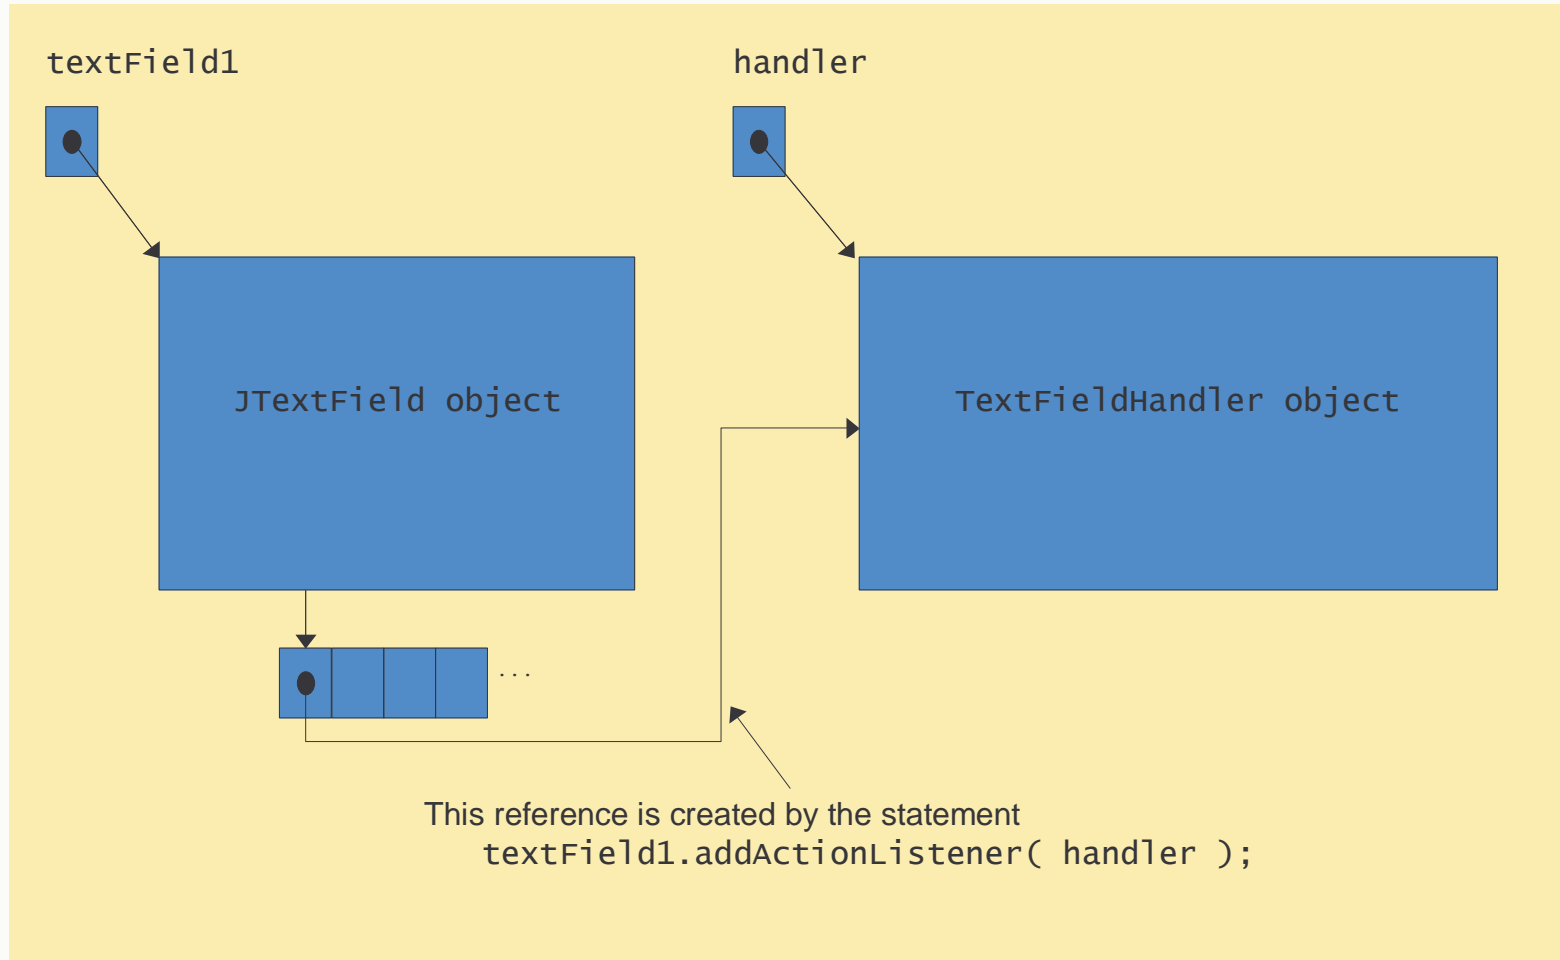 textField1
handler
JTextField object
TextFieldHandler object
...
This reference is created by the statement
textField1.addActionListener( handler );